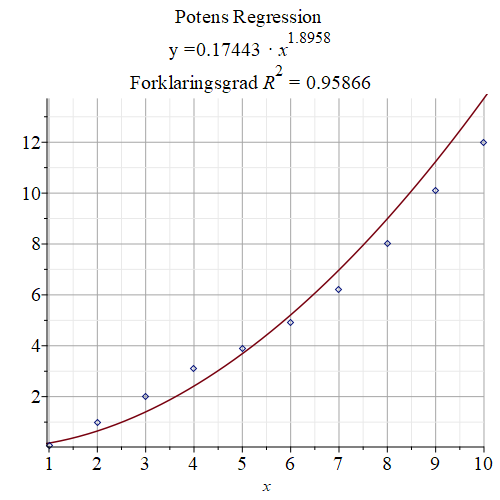 Potens Regression
y =0.17443 · x^1.8958
Forklaringsgrad R^2 = 0.95866
12
10
8
6
4
2
1 2 3 4 5 6 7 8 9 10
x